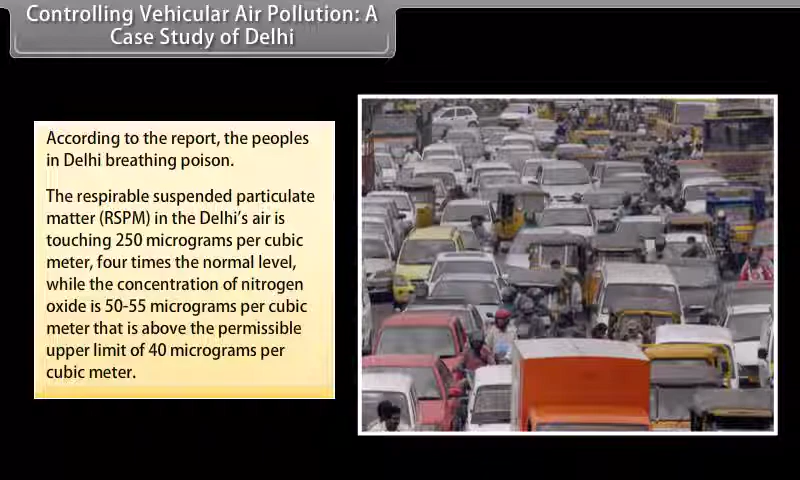 Controlling Vehicular Air Pollution: A
Case Study of Delhi
According to the report, the peoples
in Delhi breathing poison.
The respirable suspended particulate
matter (RSPM) in the Delhi's air is
touching 250 micrograms per cubic
meter, four times the normal level,
while the concentration of nitrogen
oxide is 50-55 micrograms per cubic
meter that is above the permissible
upper limit of 40 micrograms per
cubic meter.